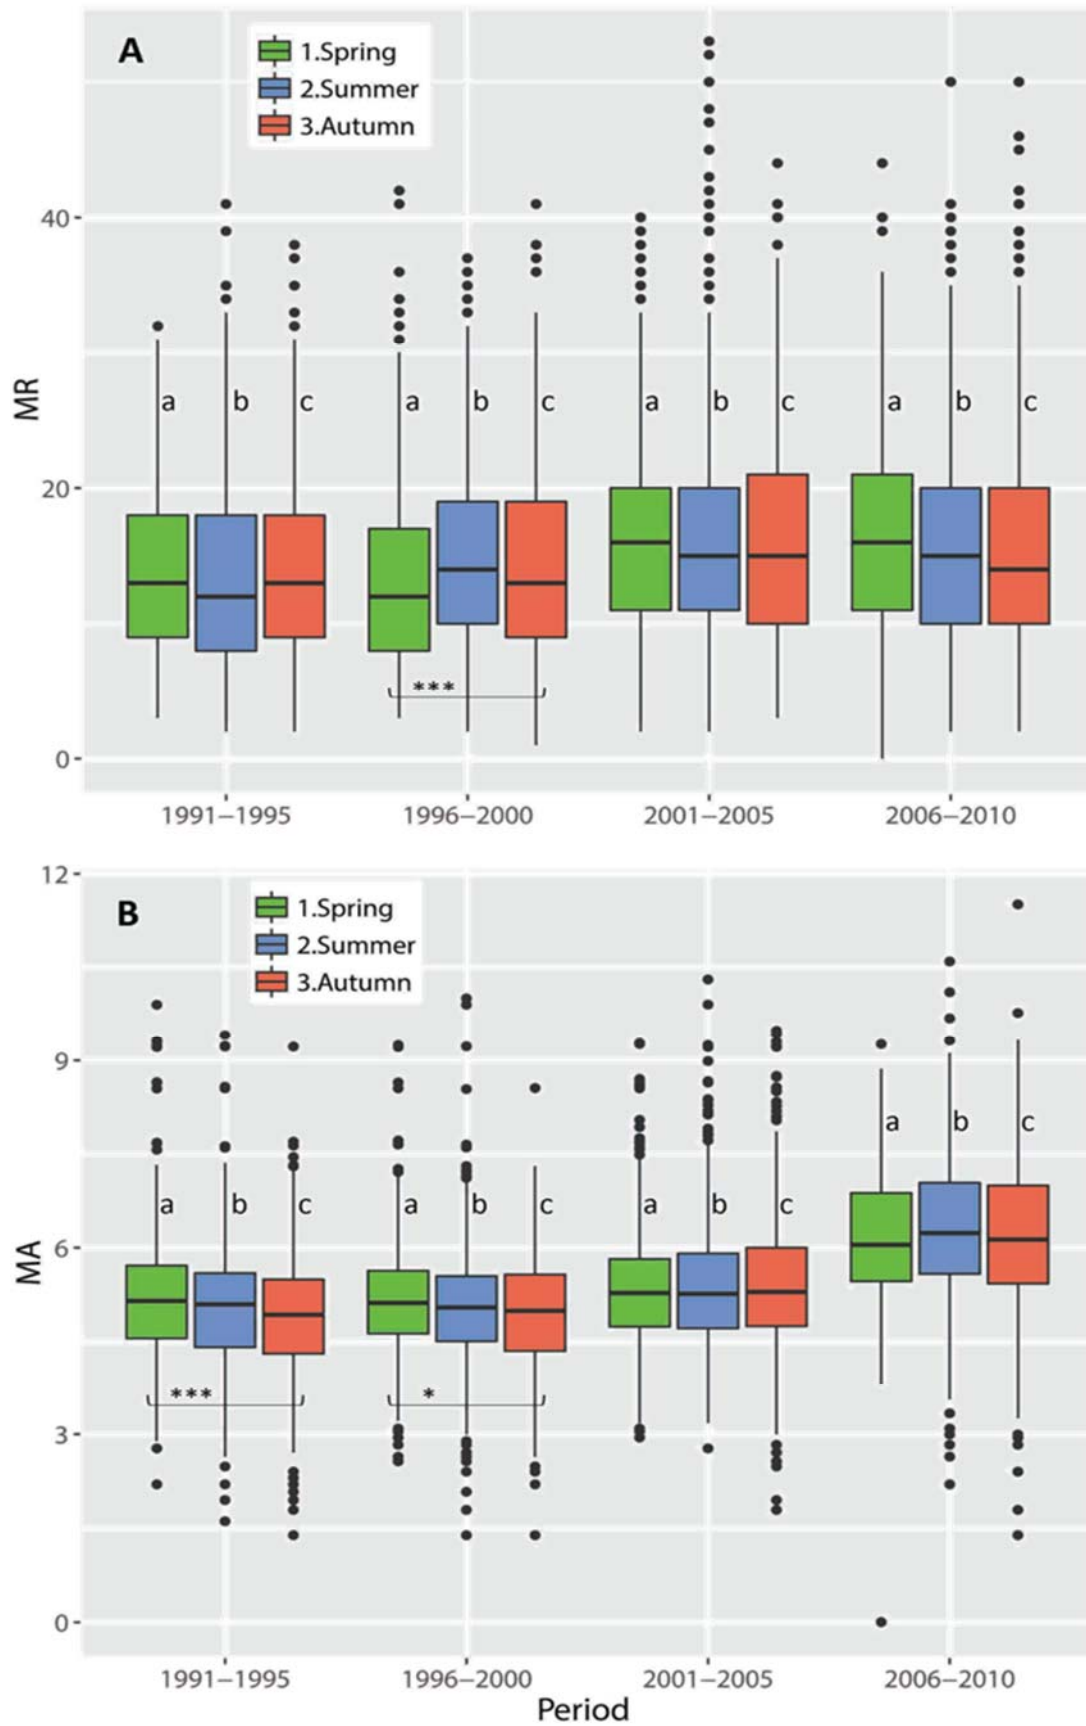 A
1.Spring
2.Summer
3.Autumn
MR
40
20
0
a b c a b c a b c a b c
***
1991–1995 1996–2000 2001–2005 2006–2010
B
1.Spring
2.Summer
3.Autumn
MA
12
9
6
3
0
a b c
a b c a b c a b c
*** *
1991–1995 1996–2000 2001–2005 2006–2010
Period